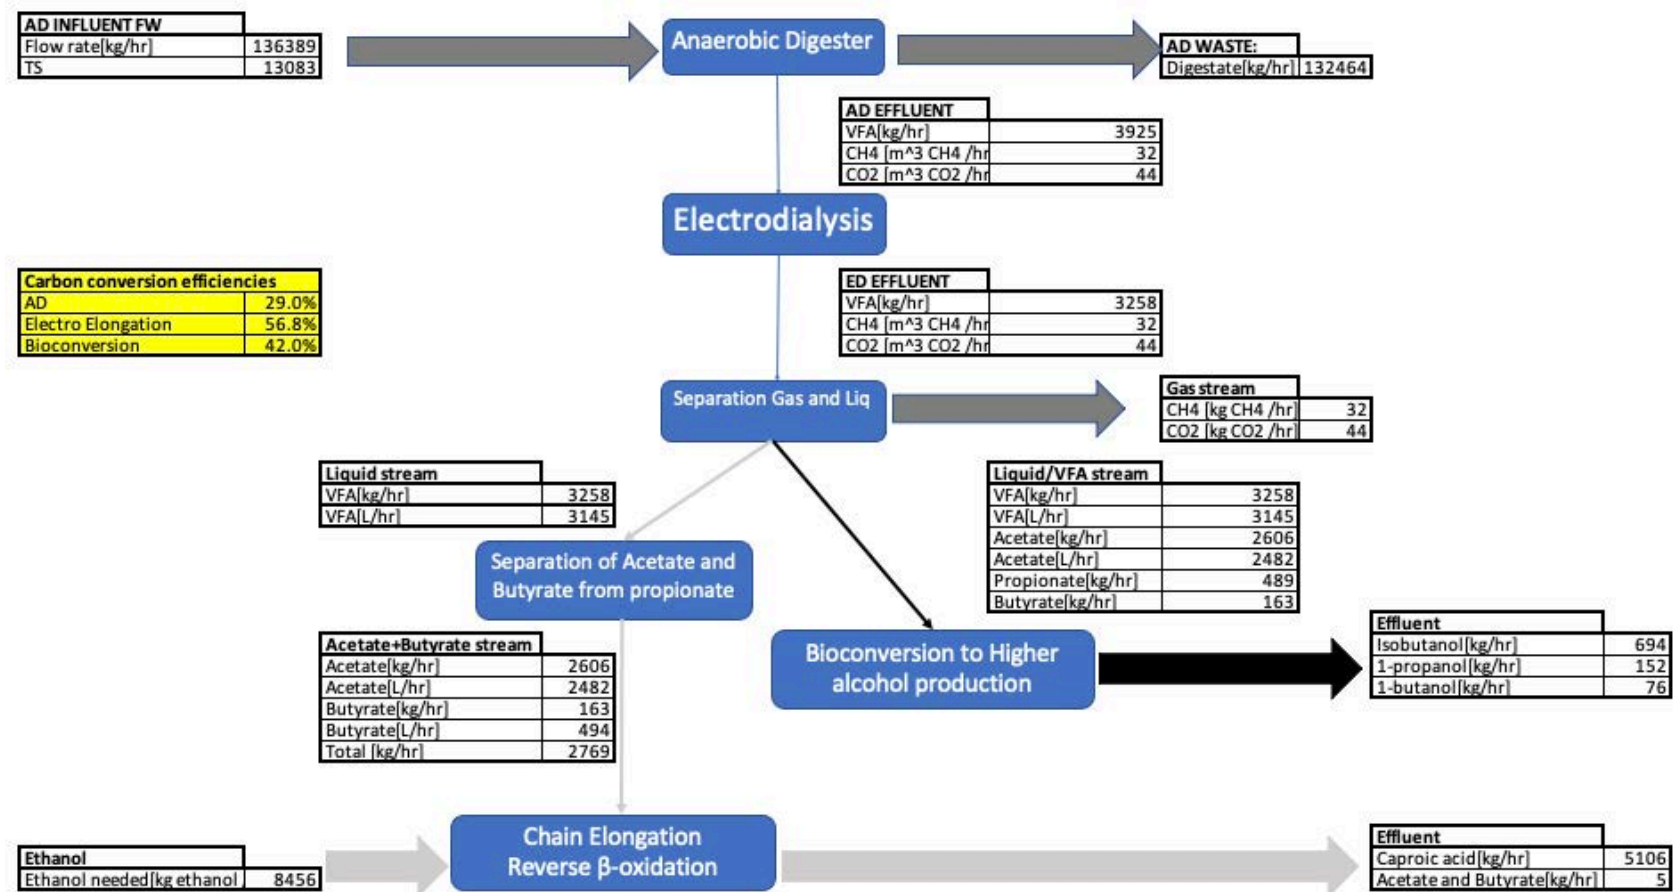 AD INFLUENT FW
Flow rate[kg/hr] 136389
TS 13083
Anaerobic Digester
AD WASTE:
Digestate[kg/hr] 132464
AD EFFLUENT
VFA[kg/hr] 3925
CH4 [m^3 CH4 /hr 32
CO2 [m^3 CO2 /hr 44
Electrodialysis
Carbon conversion efficiencies
AD 29.0%
Electro Elongation 56.8%
Bioconversion 42.0%
ED EFFLUENT
VFA[kg/hr] 3258
CH4 [m^3 CH4 /hr 32
CO2 [m^3 CO2 /hr 44
Separation Gas and Liq
Gas stream
CH4 [kg CH4 /hr] 32
CO2 [kg CO2 /hr] 44
Liquid stream
VFA[kg/hr] 3258
VFA[L/hr] 3145
Liquid/VFA stream
VFA[kg/hr] 3258
VFA[L/hr] 3145
Acetate[kg/hr] 2606
Acetate[L/hr] 2482
Propionate[kg/hr] 489
Butyrate[kg/hr] 163
Separation of Acetate and
Butyrate from propionate
Acetate+Butyrate stream
Acetate[kg/hr] 2606
Acetate[L/hr] 2482
Butyrate[kg/hr] 163
Butyrate[L/hr] 494
Total [kg/hr] 2769
Bioconversion to Higher
alcohol production
Effluent
Isobutanol[kg/hr] 694
1-propanol[kg/hr] 152
1-butanol[kg/hr] 76
Ethanol
Ethanol needed[kg ethanol 8456
Chain Elongation
Reverse β-oxidation
Effluent
Caproic acid[kg/hr] 5106
Acetate and Butyrate[kg/hr] 5